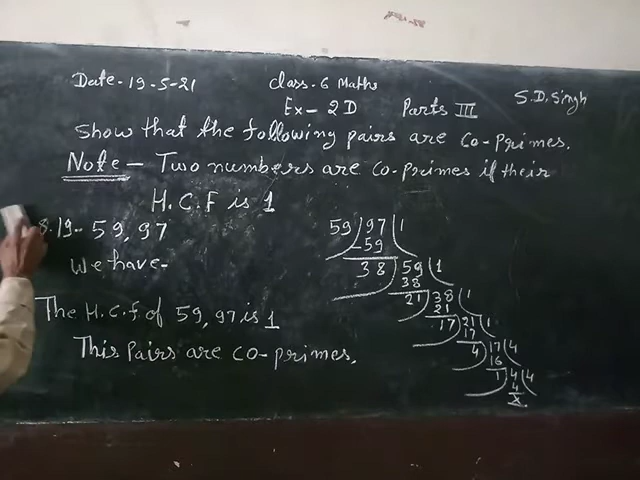 Date-19-5-21 Class-6 Maths S.D. Singh
Ex-2D Parts III
Show that the following pairs are co-primes.
Note- Two numbers are co-primes if their
H.C.F is 1
8.19-59,97
We have-
The H.C.f of 59,97 is 1
This Pairs are co-primes.
59)97(1
-59
38)59(1
38
21)38(1
21
17)21(1
17
4)17(4
16
1)4(4
4
X